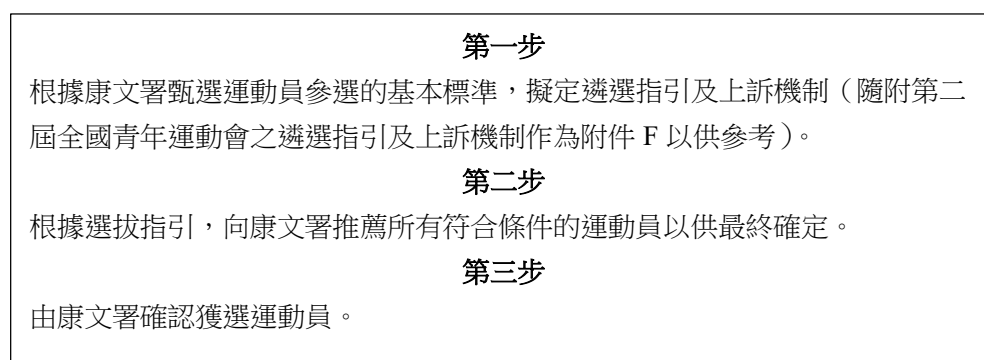 第一步
根據康文署甄選運動員參選的基本標準，擬定遴選指引及上訴機制（隨附第二
屆全國青年運動會之遴選指引及上訴機制作為附件 F 以供參考）。
第二步
根據選拔指引，向康文署推薦所有符合條件的運動員以供最終確定。
第三步
由康文署確認獲選運動員。